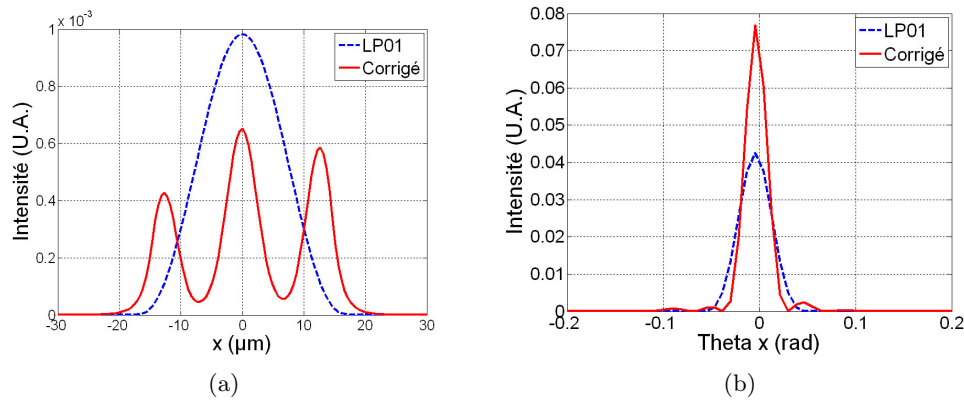 x 10⁻³
1
0.8
0.6
0.4
0.2
0
-30
-20
-10
0
10
20
30
Intensité (U.A.)
x (μm)
LP01
Corrigé
(a)
0.08
0.07
0.06
0.05
0.04
0.03
0.02
0.01
0
-0.2
-0.1
0
0.1
0.2
Intensité (U.A.)
Theta x (rad)
LP01
Corrigé
(b)